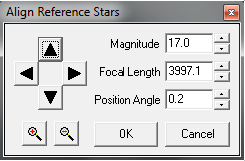 Align Reference Stars
Magnitude 17.0
Focal Length 3997.1
Position Angle 0.2
OK Cancel